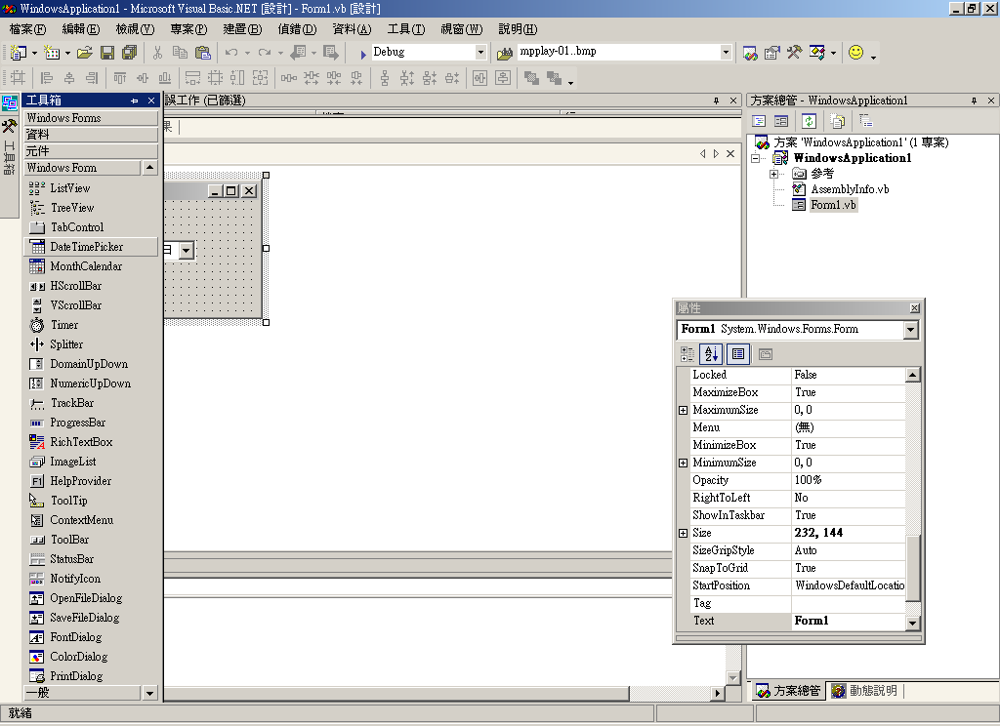 WindowsApplication1 - Microsoft Visual Basic.NET [設計] - Form1.vb [設計]
檔案(F) 編輯(E) 檢視(V) 專案(P) 建置(B) 偵錯(D) 資料(A) 工具(T) 視窗(W) 說明(H)
Debug mpplay-01..bmp
工具箱
誤工作 (已篩選)
方案總管 - WindowsApplication1
工具箱
Windows Forms
資料
元件
Windows Form
ListView
TreeView
TabControl
DateTimePicker
MonthCalendar
HScrollBar
VScrollBar
Timer
Splitter
DomainUpDown
NumericUpDown
TrackBar
ProgressBar
RichTextBox
ImageList
HelpProvider
ToolTip
ContextMenu
ToolBar
StatusBar
NotifyIcon
OpenFileDialog
SaveFileDialog
FontDialog
ColorDialog
PrintDialog
一般
果
日
方案 'WindowsApplication1' (1 專案)
WindowsApplication1
參考
AssemblyInfo.vb
Form1.vb
屬性
Form1 System.Windows.Forms.Form
Locked False
MaximizeBox True
MaximumSize 0, 0
Menu (無)
MinimizeBox True
MinimumSize 0, 0
Opacity 100%
RightToLeft No
ShowInTaskbar True
Size 232, 144
SizeGripStyle Auto
SnapToGrid True
StartPosition WindowsDefaultLocatio
Tag
Text Form1
方案總管 動態說明
就緒